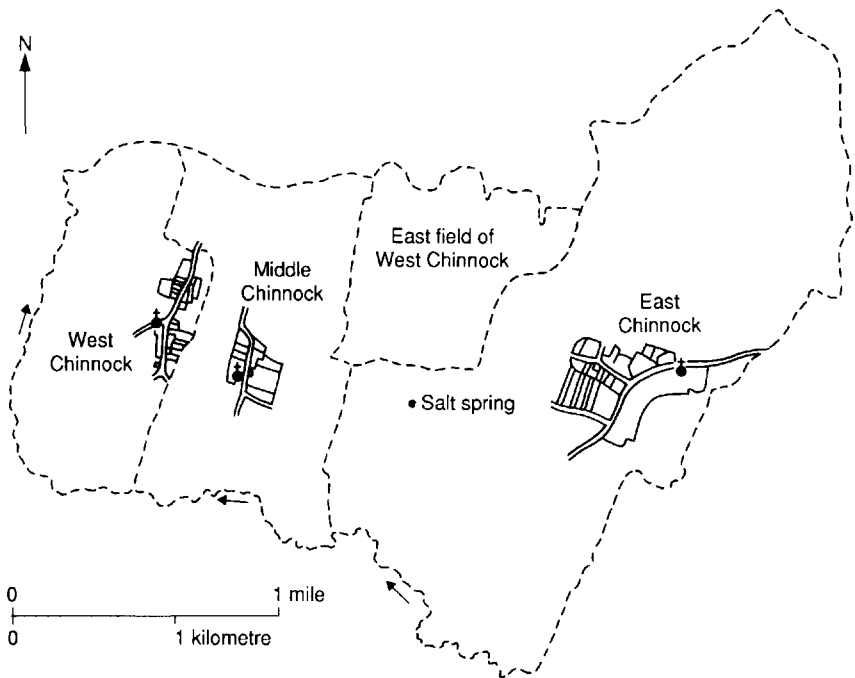 N
East field of
West Chinnock
Middle
Chinnock
East
Chinnock
West
Chinnock
Salt spring
0 1 mile
0 1 kilometre